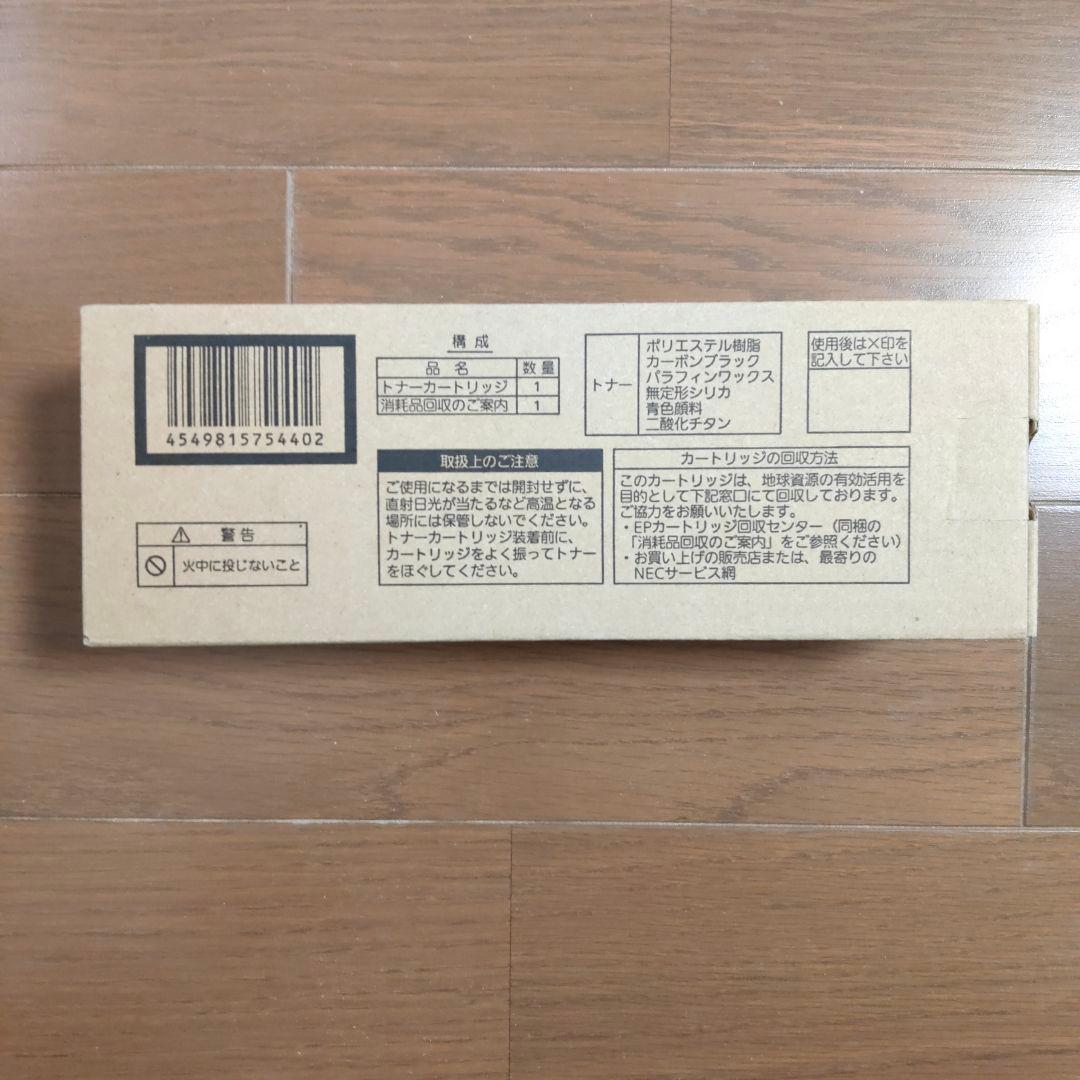 4549815754402
警告
火中に投じないこと
構成
品名 数量
トナーカートリッジ 1
消耗品回収のご案内 1
取扱上のご注意
ご使用になるまでは開封せずに、
直射日光が当たるなど高温となる
場所には保管しないでください。
トナーカートリッジ装着前に、
カートリッジをよく振ってトナー
をほぐしてください。
トナー
ポリエステル樹脂
カーボンブラック
パラフィンワックス
無定形シリカ
青色顔料
二酸化チタン
使用後は×印を
記入して下さい
カートリッジの回収方法
このカートリッジは、地球資源の有効活用を
目的として下記窓口にて回収しております。
ご協力をお願いいたします。
・EPカートリッジ回収センター（同梱の
「消耗品回収のご案内」をご参照ください）
・お買い上げの販売店または、最寄りの
NECサービス網